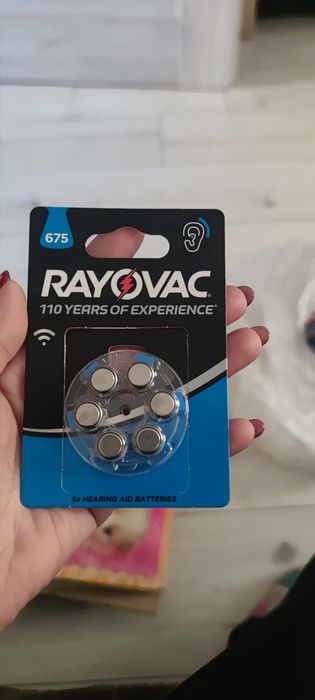 675
RAYOVAC
110 YEARS OF EXPERIENCE*
6x HEARING AID BATTERIES